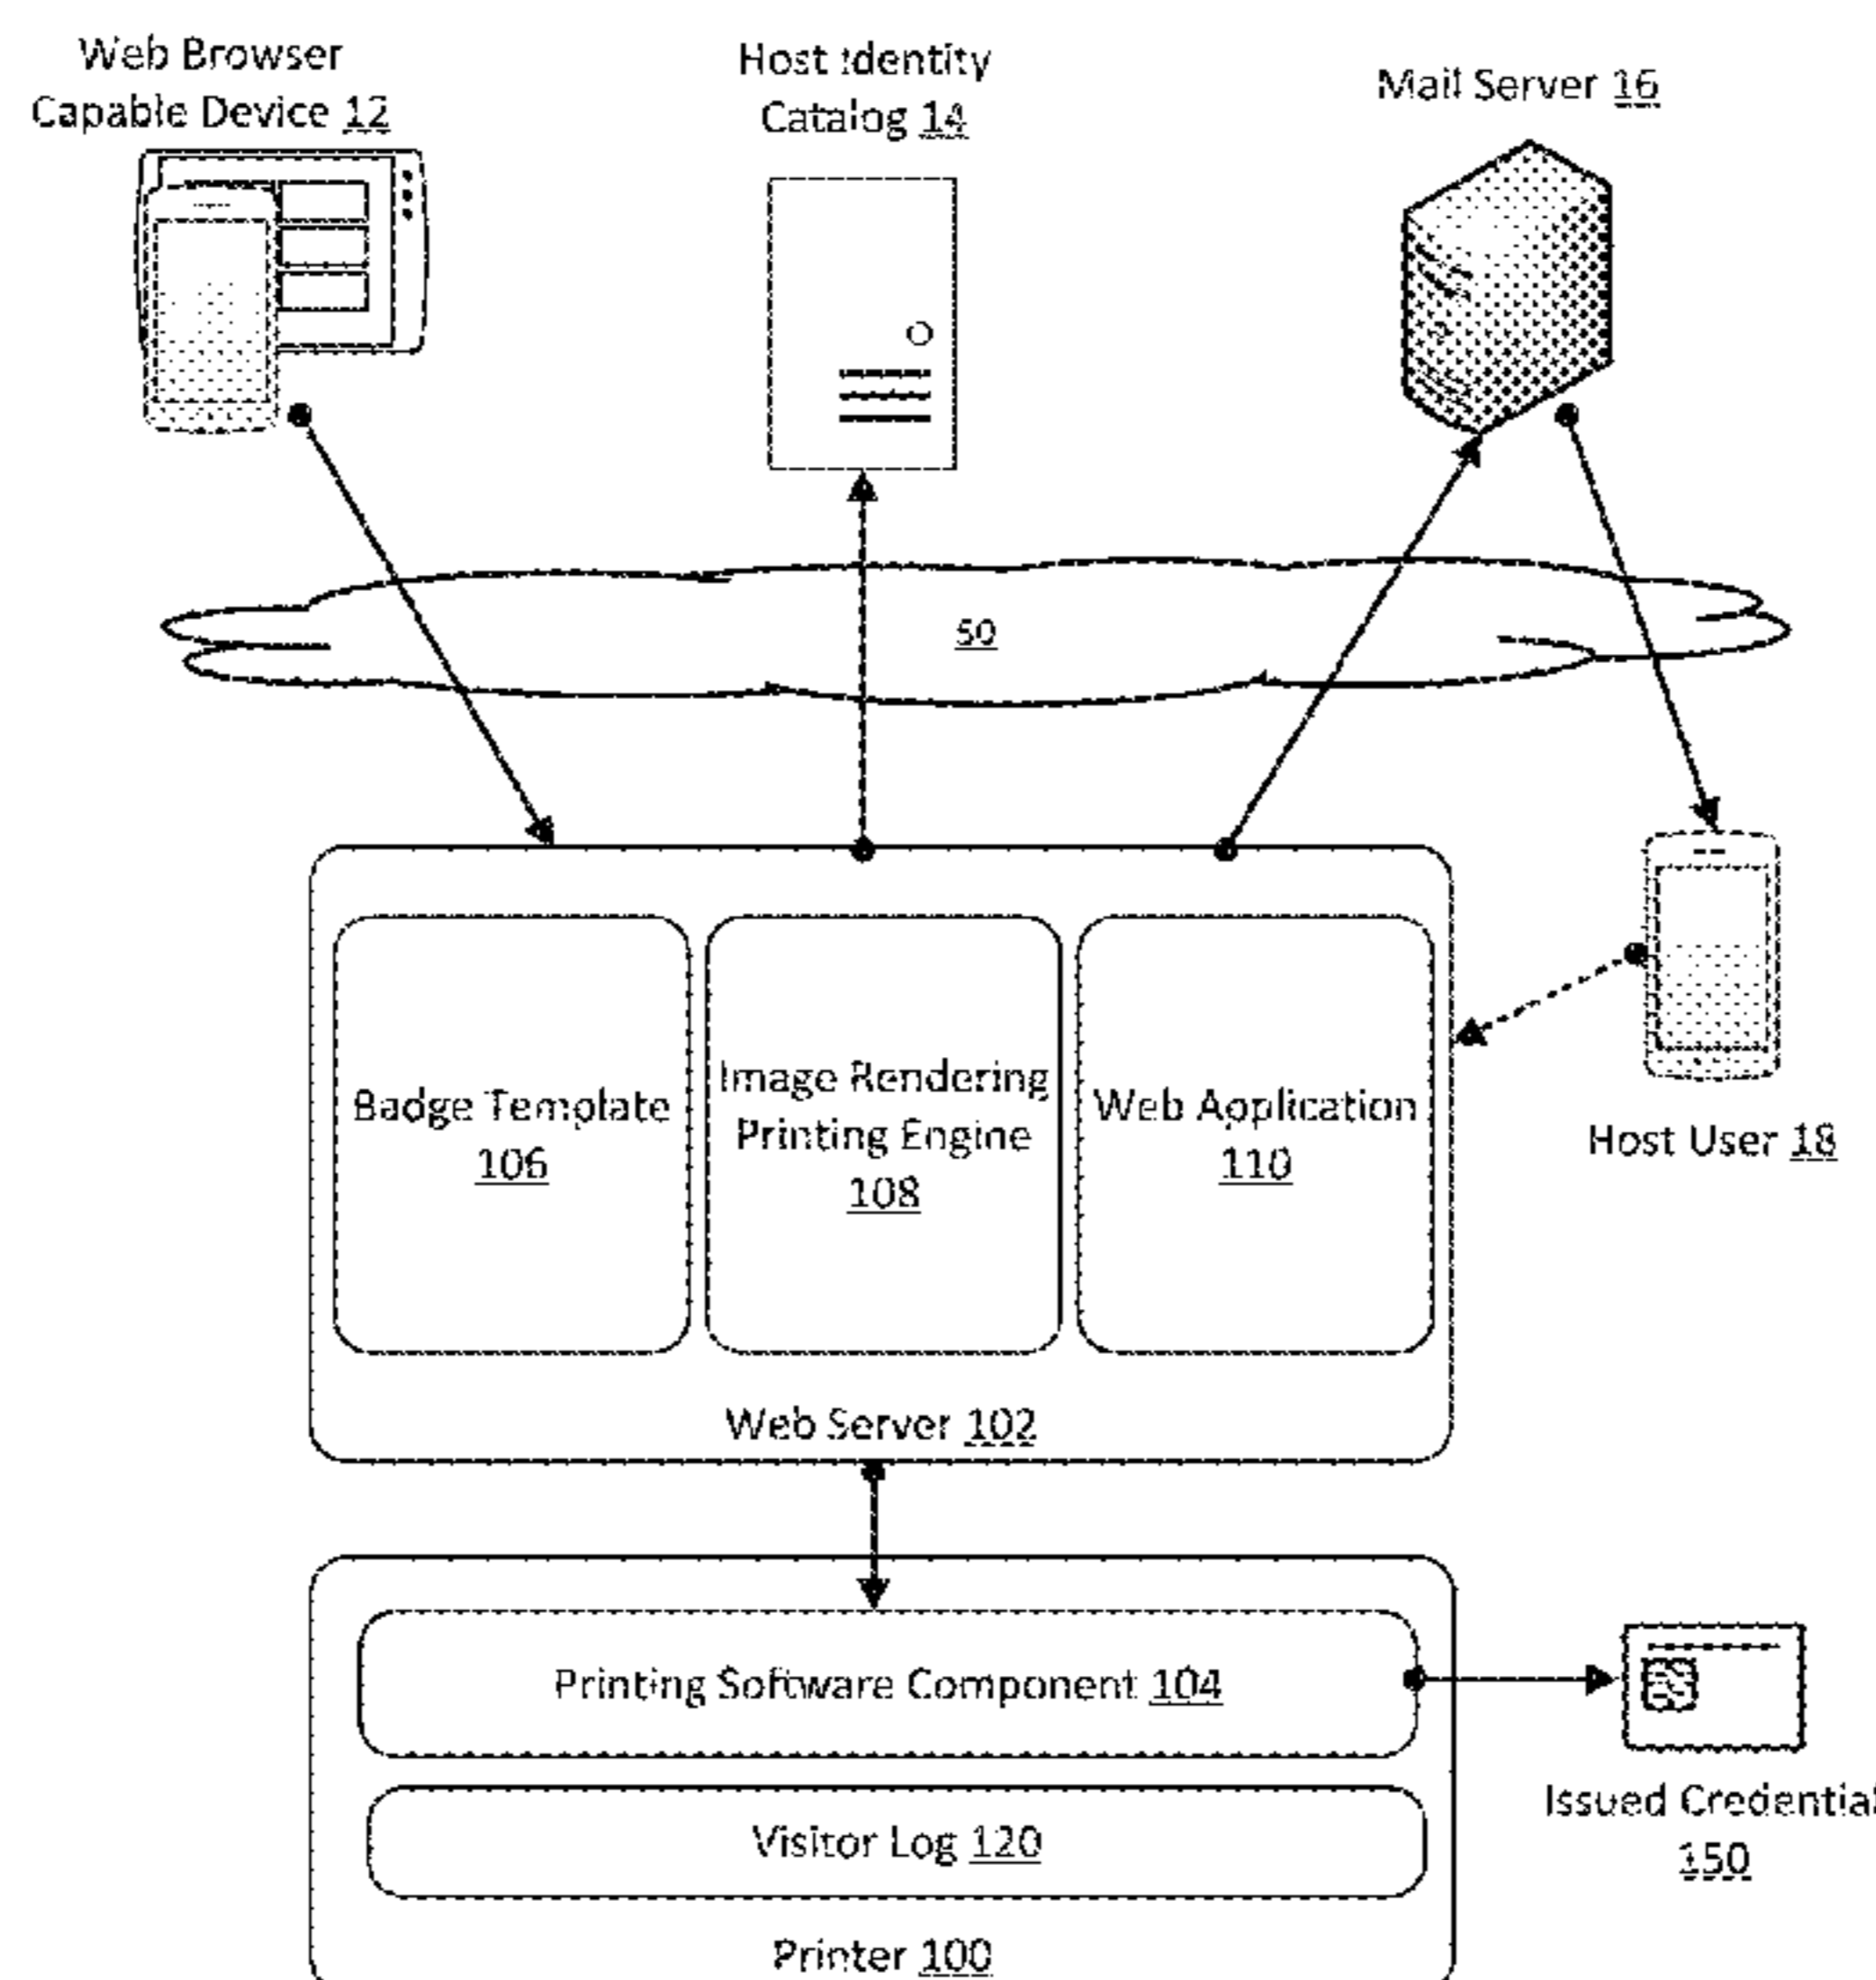 Web Browser
Capable Device 12
Host Identity
Catalog 14
Mail Server 16
50
Badge Template
106
Image Rendering
Printing Engine
108
Web Application
110
Host User 18
Web Server 102
Printing Software Component 104
Issued Credential
150
Visitor Log 120
Printer 100